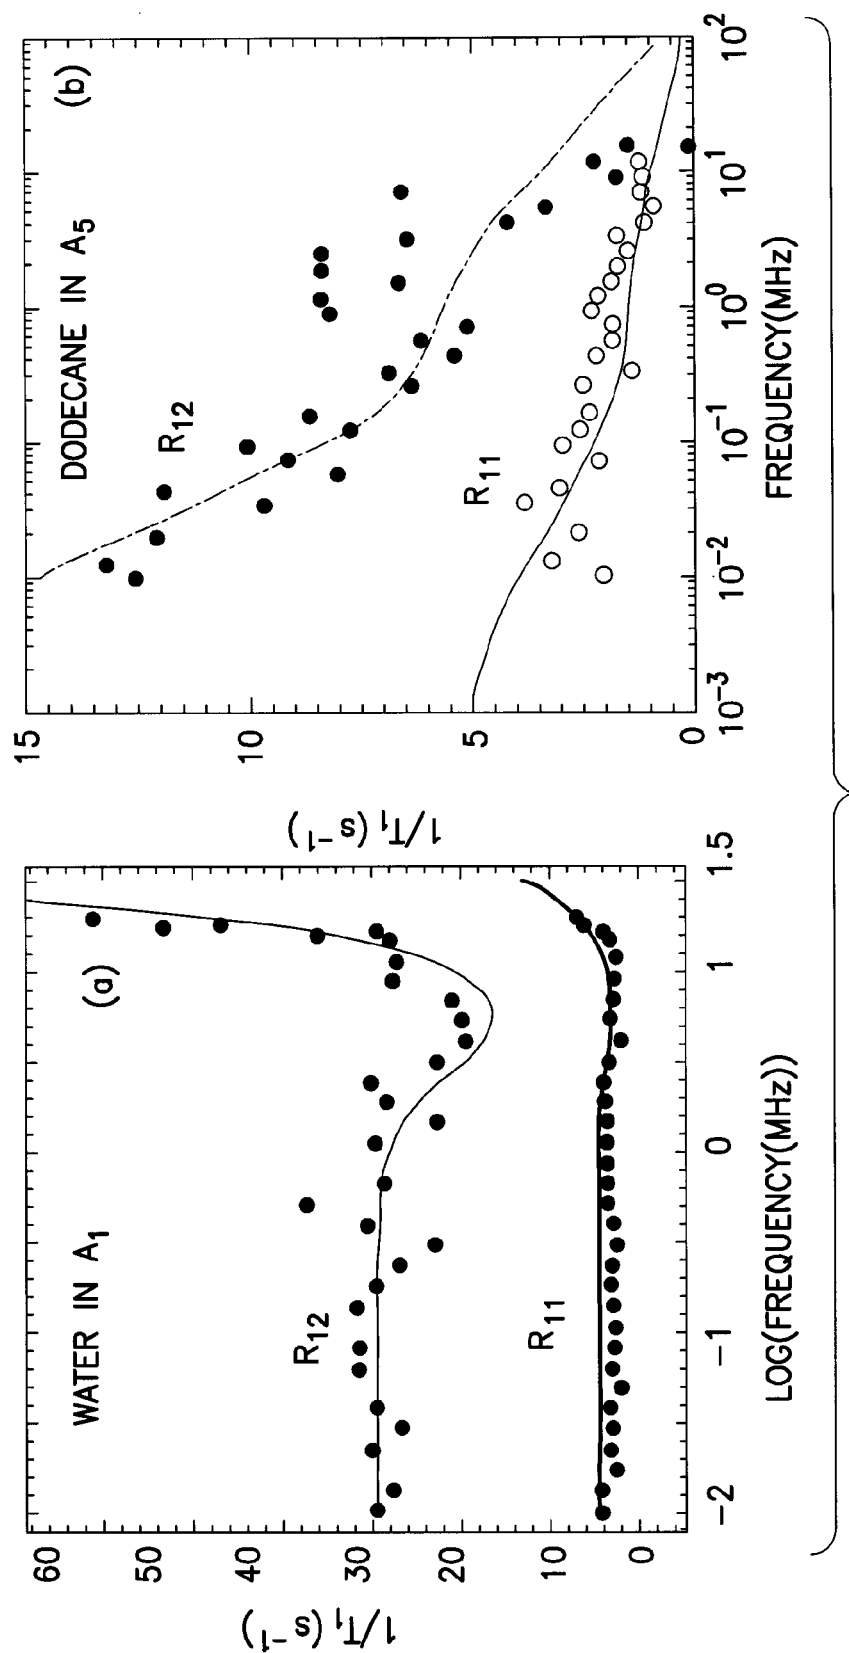 WATER IN A1
(a)
R12
R11
1/T1(s-1)
60
50
40
30
20
10
0
-2
-1
0
1
1.5
LOG(FREQUENCY(MHz))
DODECANE IN A5
(b)
R12
R11
1/T1(s-1)
15
10
5
0
10-3
10-2
10-1
100
101
102
FREQUENCY(MHz)